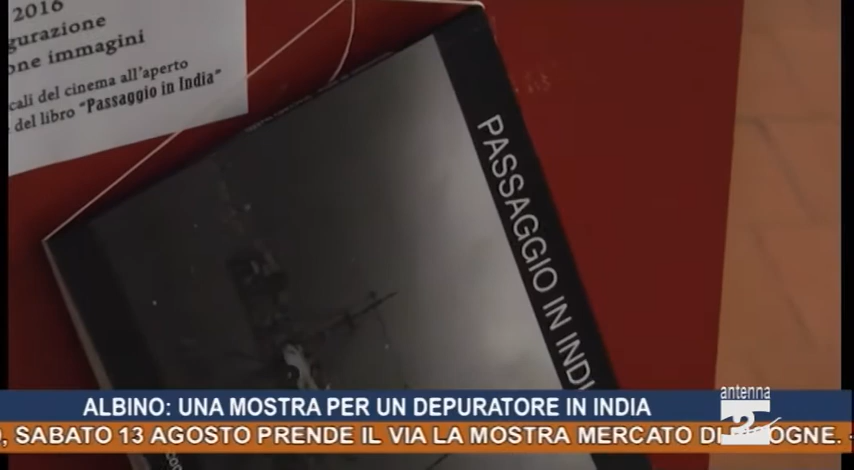 2016
gurazione
one immagini
cali del cinema all'aperto
del libro "Passaggio in India"
PASSAGGIO IN INDI
ALBINO: UNA MOSTRA PER UN DEPURATORE IN INDIA
antenna
2
SABATO 13 AGOSTO PRENDE IL VIA LA MOSTRA MERCATO DI OGNE.